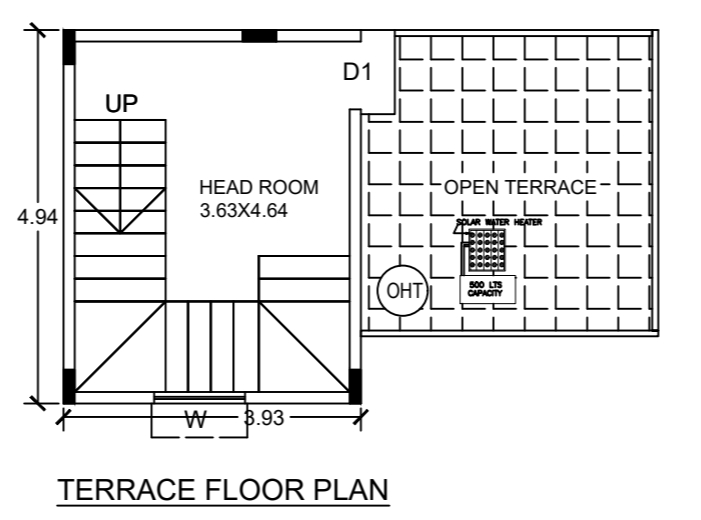 D1
UP
HEAD ROOM
3.63X4.64
OPEN TERRACE
4.94
SOLAR WATER HEATER
OHT
500 LTS
CAPACITY
W
3.93
TERRACE FLOOR PLAN